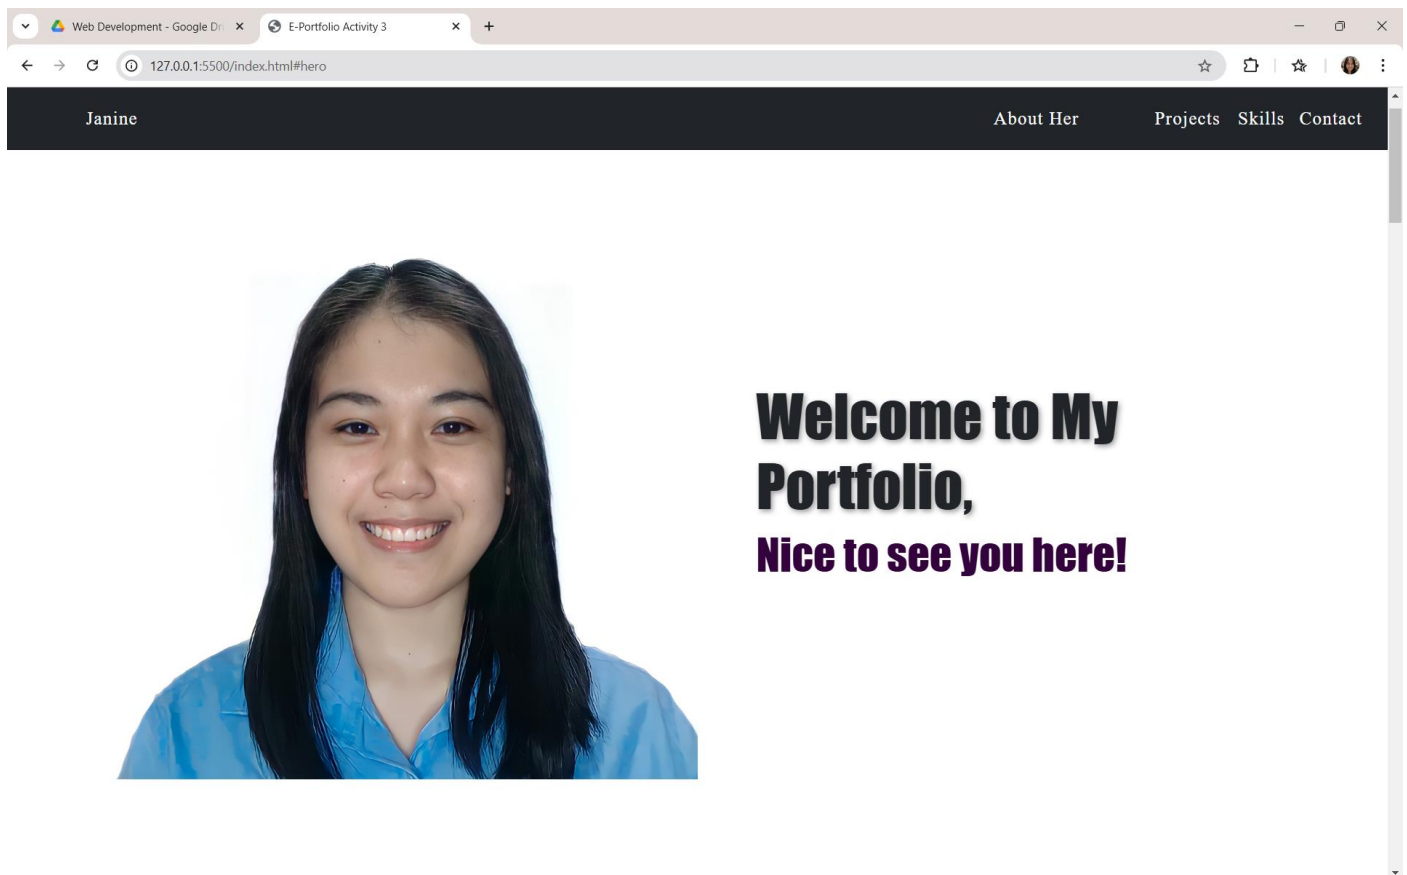 Web Development - Google Dri
E-Portfolio Activity 3
127.0.0.1:5500/index.html#hero
Janine About Her Projects Skills Contact
Welcome to My
Portfolio,
Nice to see you here!